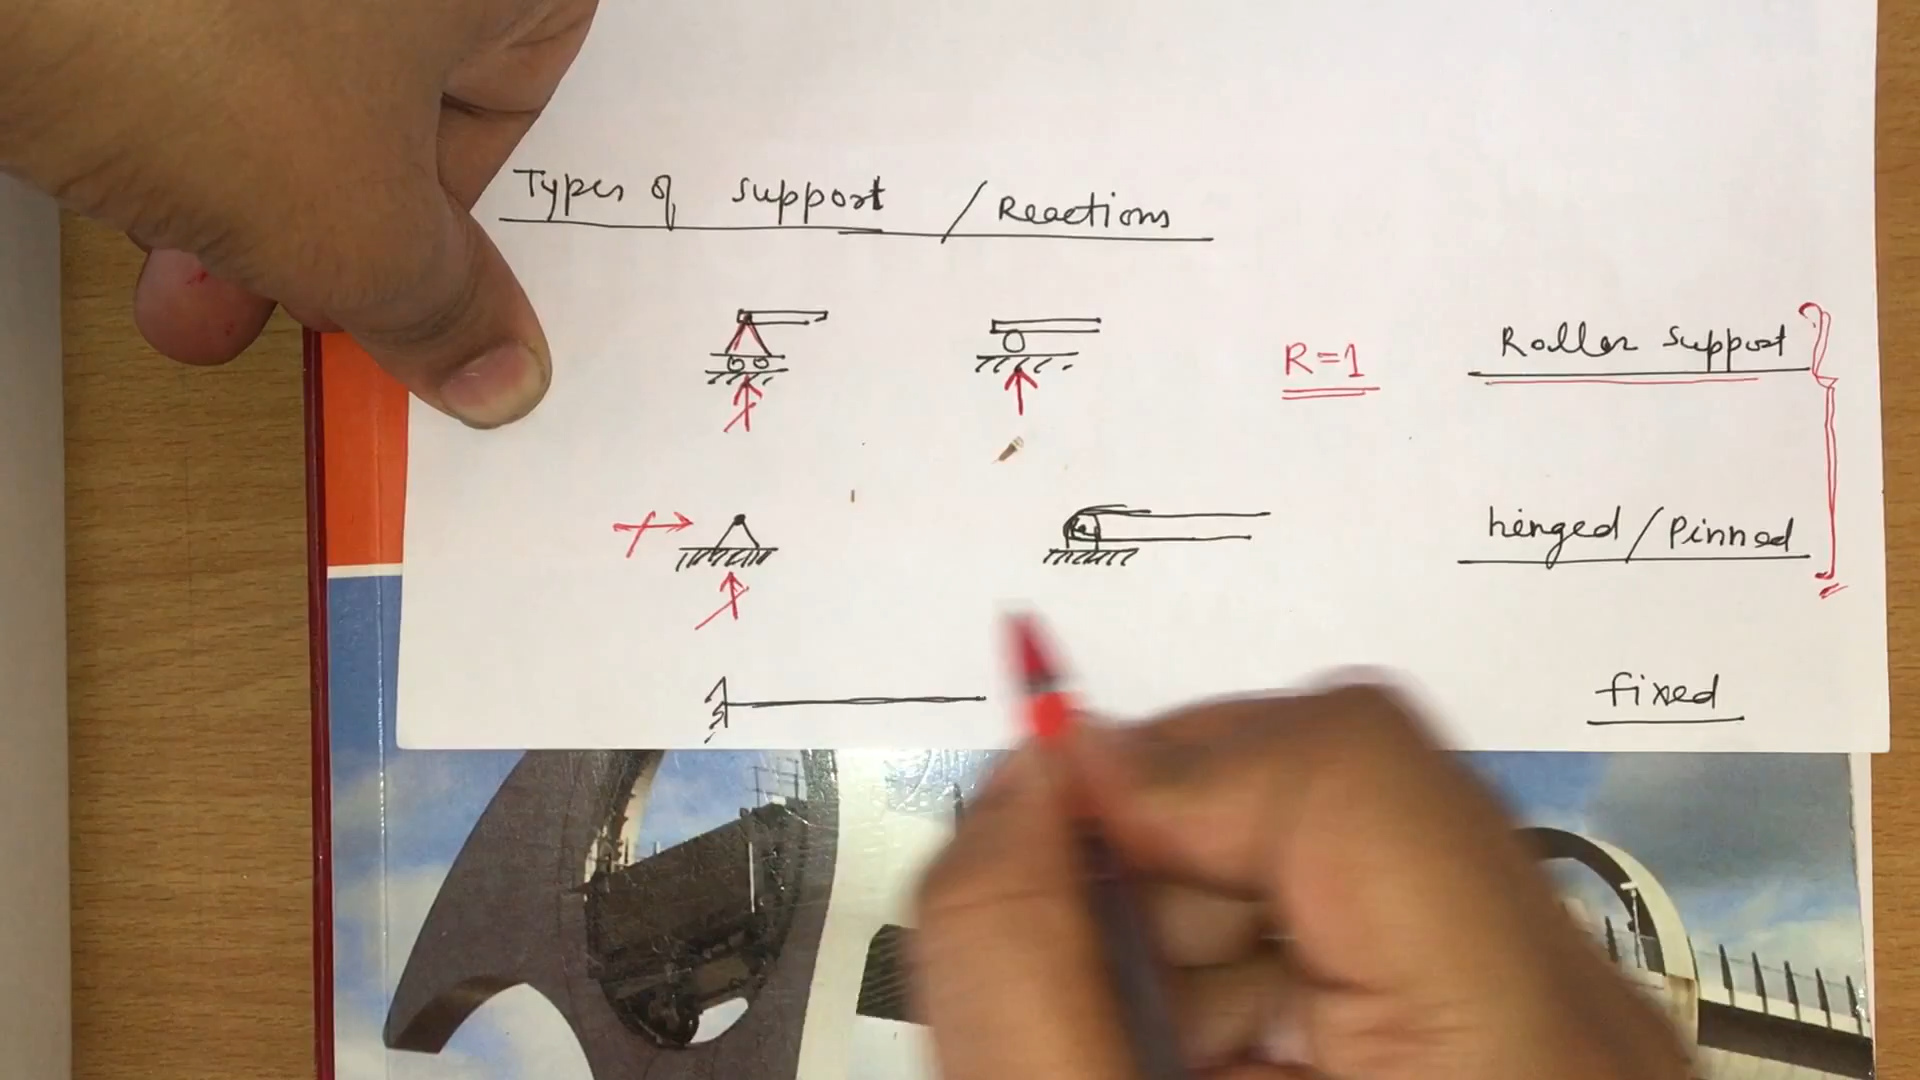 Types of support / Reactions
R=1
Roller support
hinged / Pinned
fixed